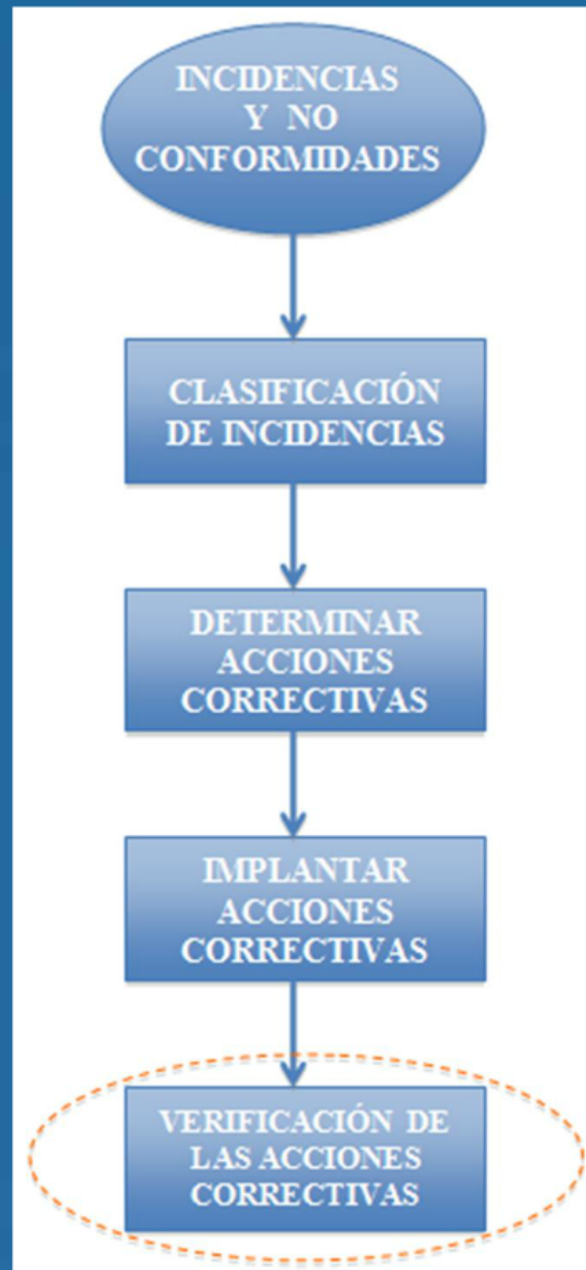 INCIDENCIAS
Y NO
CONFORMIDADES
CLASIFICACIÓN
DE INCIDENCIAS
DETERMINAR
ACCIONES
CORRECTIVAS
IMPLANTAR
ACCIONES
CORRECTIVAS
VERIFICACIÓN DE
LAS ACCIONES
CORRECTIVAS